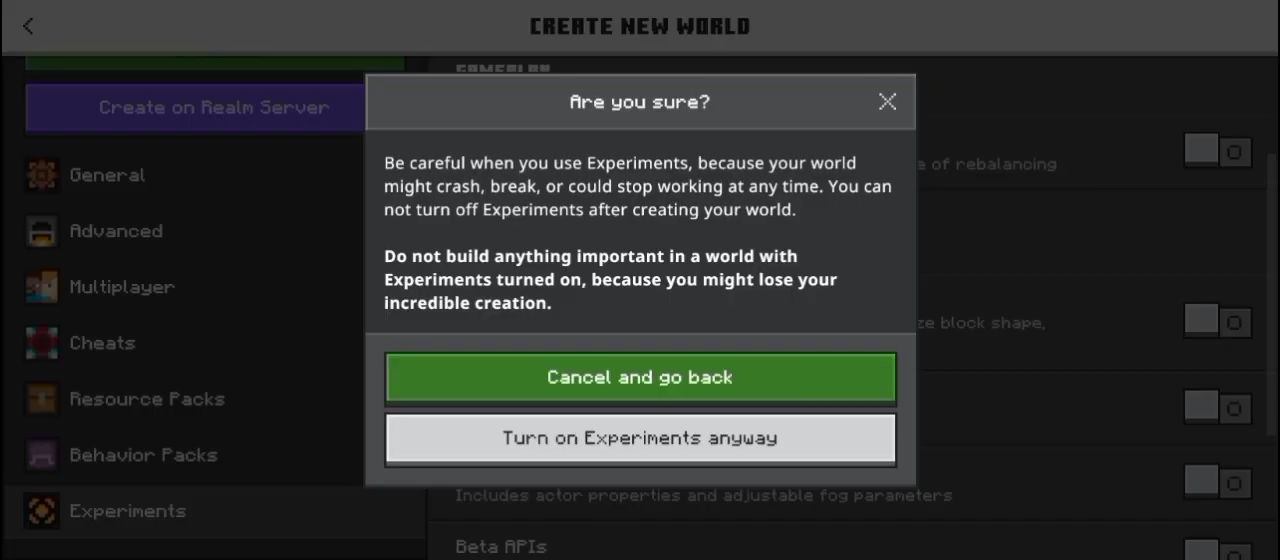 CREATE NEW WORLD
GAMEPLAY
Create on Realm Server
Are you sure?
General
Advanced
Multiplayer
Cheats
Resource Packs
Behavior Packs
Experiments
Be careful when you use Experiments, because your world
might crash, break, or could stop working at any time. You can
not turn off Experiments after creating your world.
Do not build anything important in a world with
Experiments turned on, because you might lose your
incredible creation.
Cancel and go back
Turn on Experiments anyway
of rebalancing
block shape,
Includes actor properties and adjustable fog parameters
Beta APIs